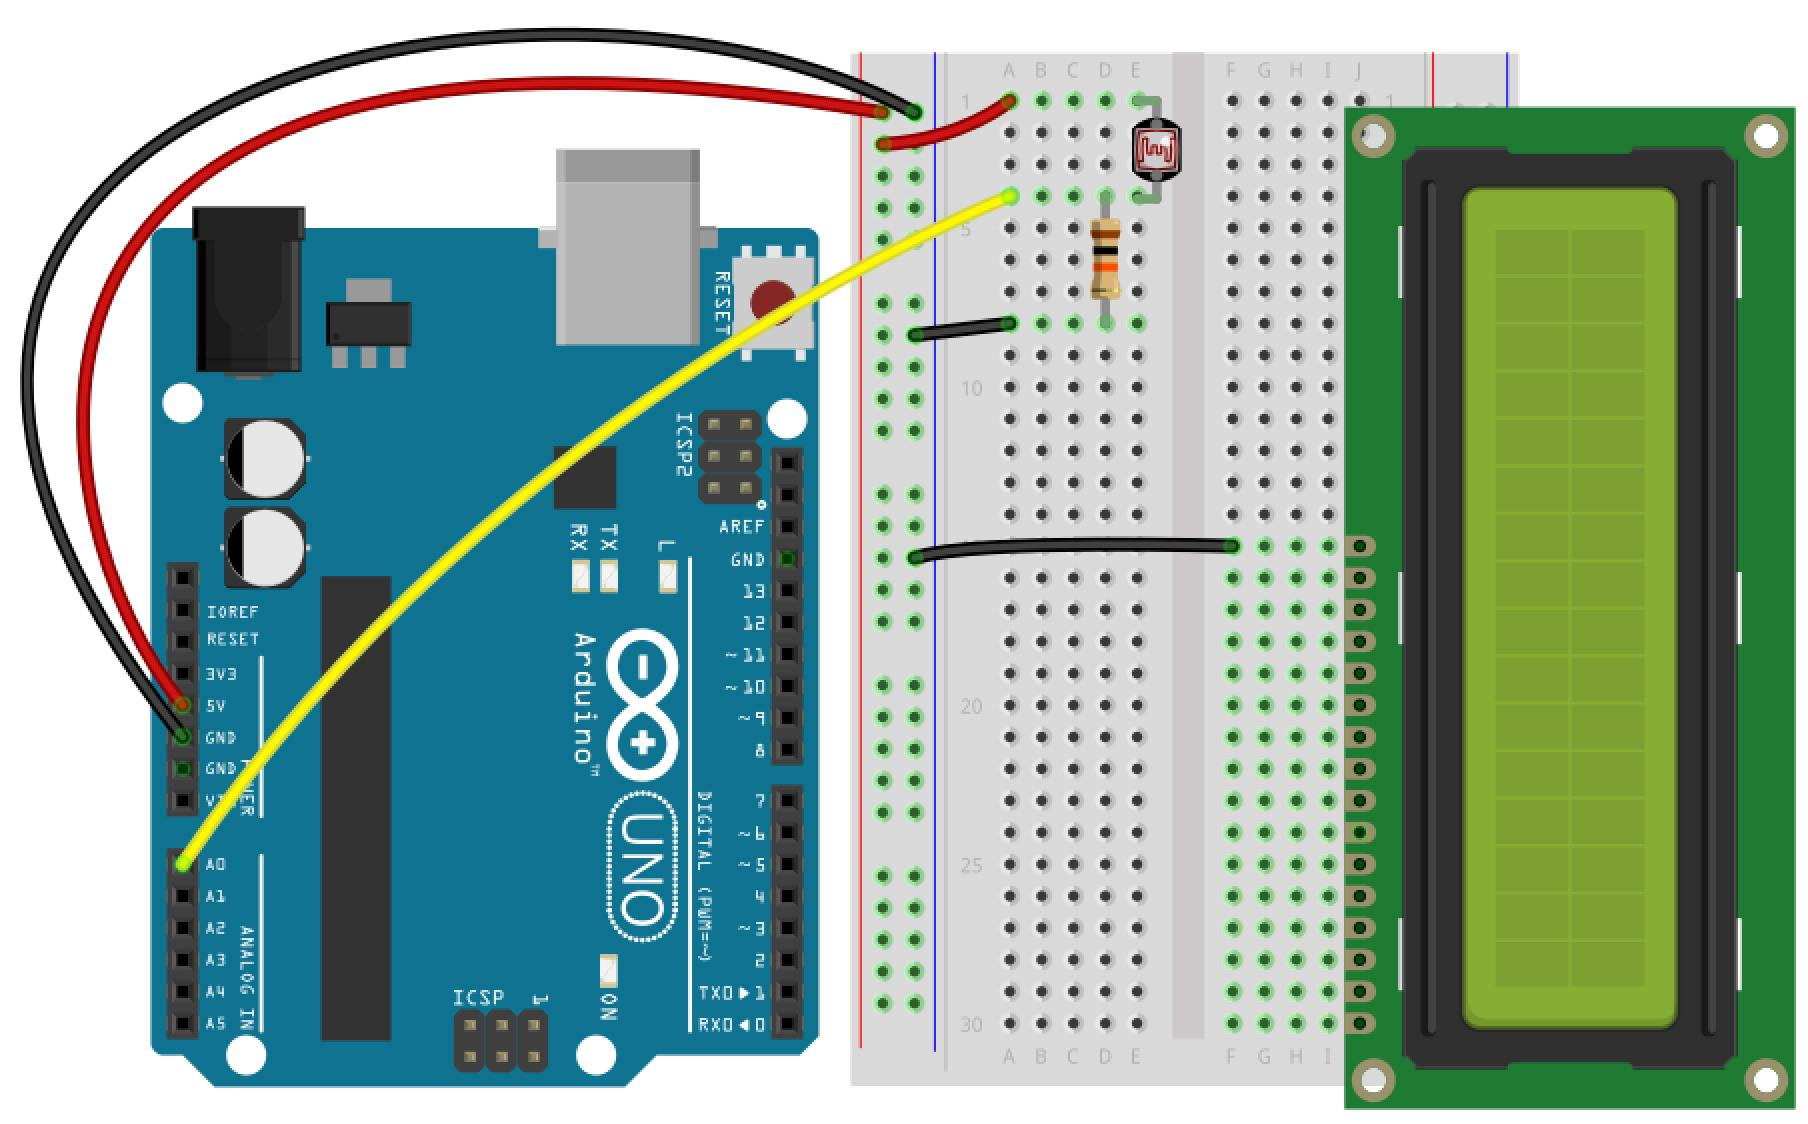 A B C D E F G H I J
1 1
5
10
20
25
30
A B C D E F G H I
RESET
ICSP2
AREF
GND
13
12
~11
~10
~9
8
7
~6
~5
4
~3
2
TX0▶1
RX0◀0
DIGITAL (PWM=~)
RX
TX
L
Arduino™
UNO
ON
ICSP
1
IOREF
RESET
3V3
5V
GND
GND
A0
A1
A2
A3
A4
A5
ANALOG IN